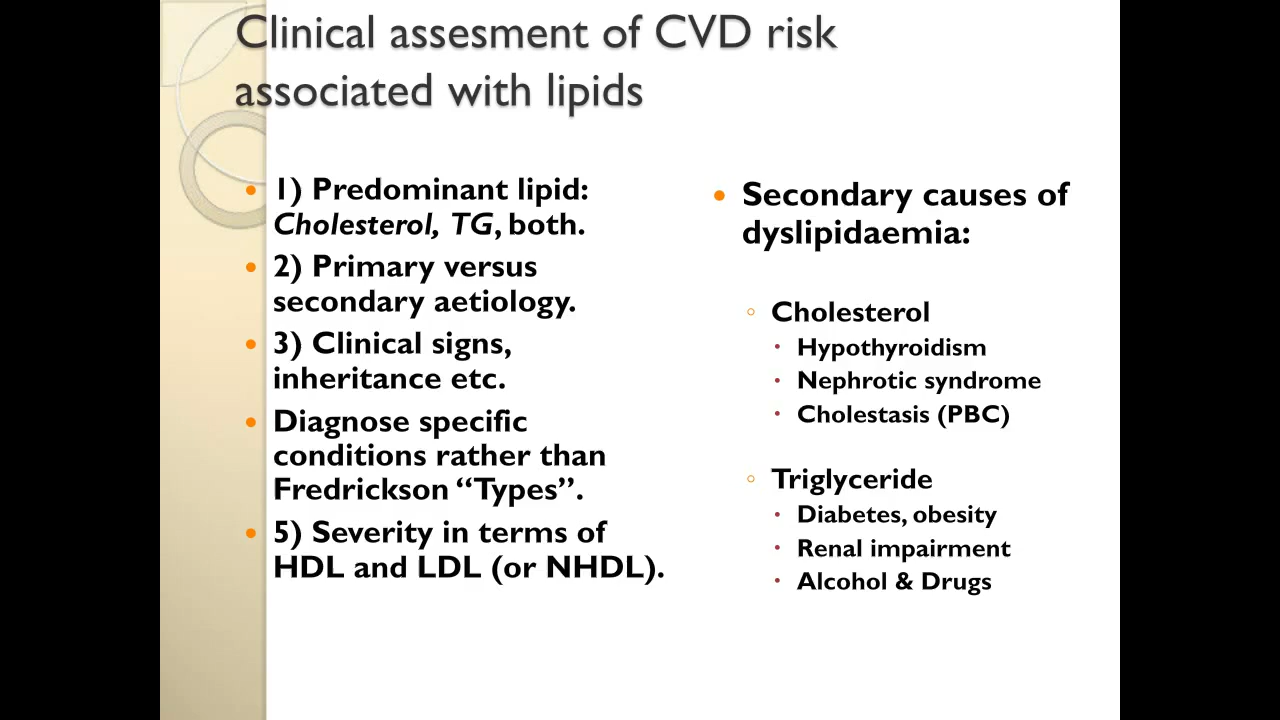 Clinical assesment of CVD risk
associated with lipids
• 1) Predominant lipid:
Cholesterol, TG, both.
• 2) Primary versus
secondary aetiology.
• 3) Clinical signs,
inheritance etc.
• Diagnose specific
conditions rather than
Fredrickson “Types”.
• 5) Severity in terms of
HDL and LDL (or NHDL).
• Secondary causes of
dyslipidaemia:
◦ Cholesterol
• Hypothyroidism
• Nephrotic syndrome
• Cholestasis (PBC)
◦ Triglyceride
• Diabetes, obesity
• Renal impairment
• Alcohol & Drugs